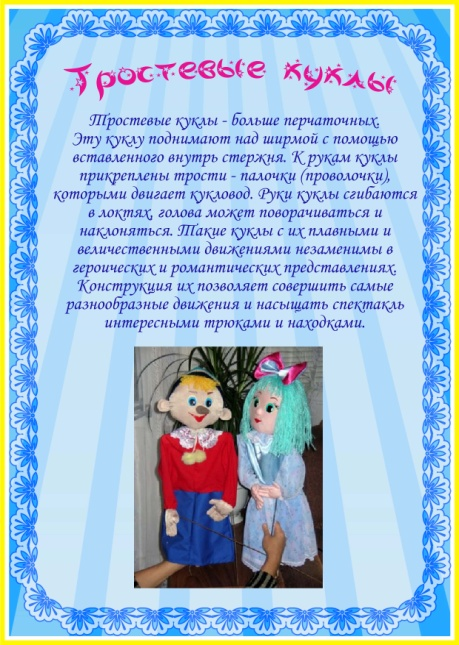 Тростевые куклы
Тростевые куклы - больше перчаточных.
Эту куклу поднимают над ширмой с помощью
вставленного внутрь стержня. К рукам куклы
прикреплены трости - палочки (проволочки),
которыми двигает кукловод. Руки куклы сгибаются
в локтях, голова может поворачиваться и
наклоняться. Такие куклы с их плавными и
величественными движениями незаменимы в
героических и романтических представлениях.
Конструкция их позволяет совершить самые
разнообразные движения и насыщать спектакль
интересными трюками и находками.